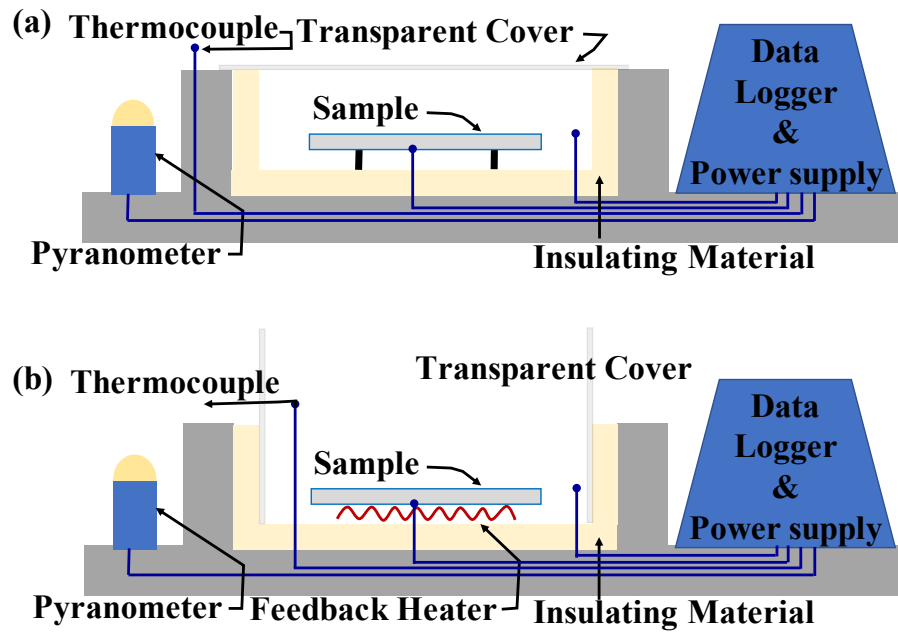 (a)
Thermocouple
Transparent Cover
Data
Logger
&
Power supply
Sample
Pyranometer
Insulating Material
(b)
Thermocouple
Transparent Cover
Data
Logger
&
Power supply
Sample
Pyranometer
Feedback Heater
Insulating Material